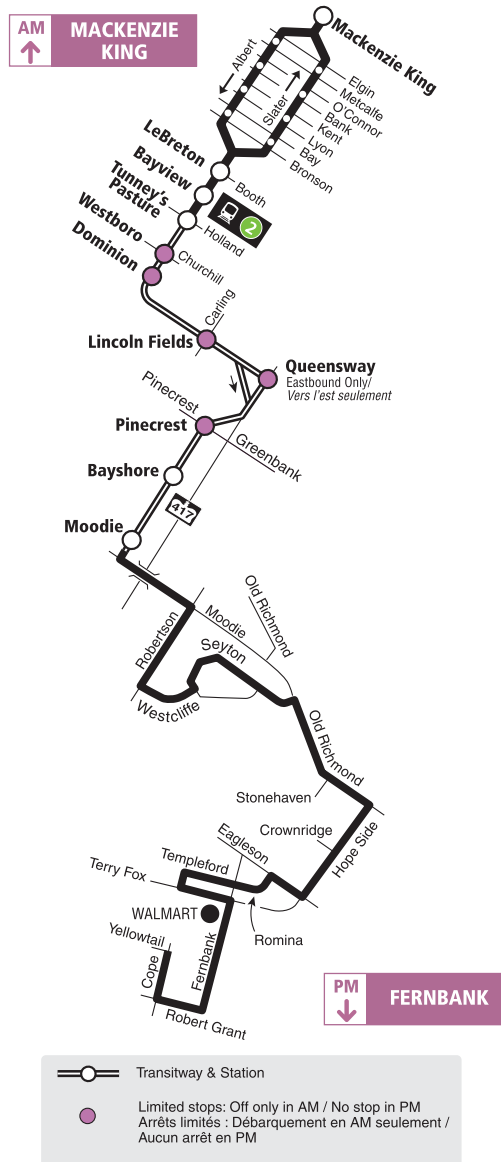 AM
MACKENZIE
KING
Mackenzie King
Albert
Slater
Elgin
Metcalfe
O'Connor
Bank
Kent
Lyon
Bay
Bronson
LeBreton
Booth
Bayview
Tunney's
Pasture
2
Holland
Westboro
Churchill
Dominion
Carling
Lincoln Fields
Queensway
Eastbound Only/
Vers l'est seulement
Pinecrest
Pinecrest
Greenbank
Bayshore
417
Moodie
Old Richmond
Moodie
Robertson
Seyton
Westcliffe
Old Richmond
Stonehaven
Crownridge
Hope Side
Eagleson
Templeford
Terry Fox
WALMART
Romina
Yellowtail
Cope
Fernbank
Robert Grant
PM
FERNBANK
Transitway & Station
Limited stops: Off only in AM / No stop in PM
Arrêts limités : Débarquement en AM seulement /
Aucun arrêt en PM